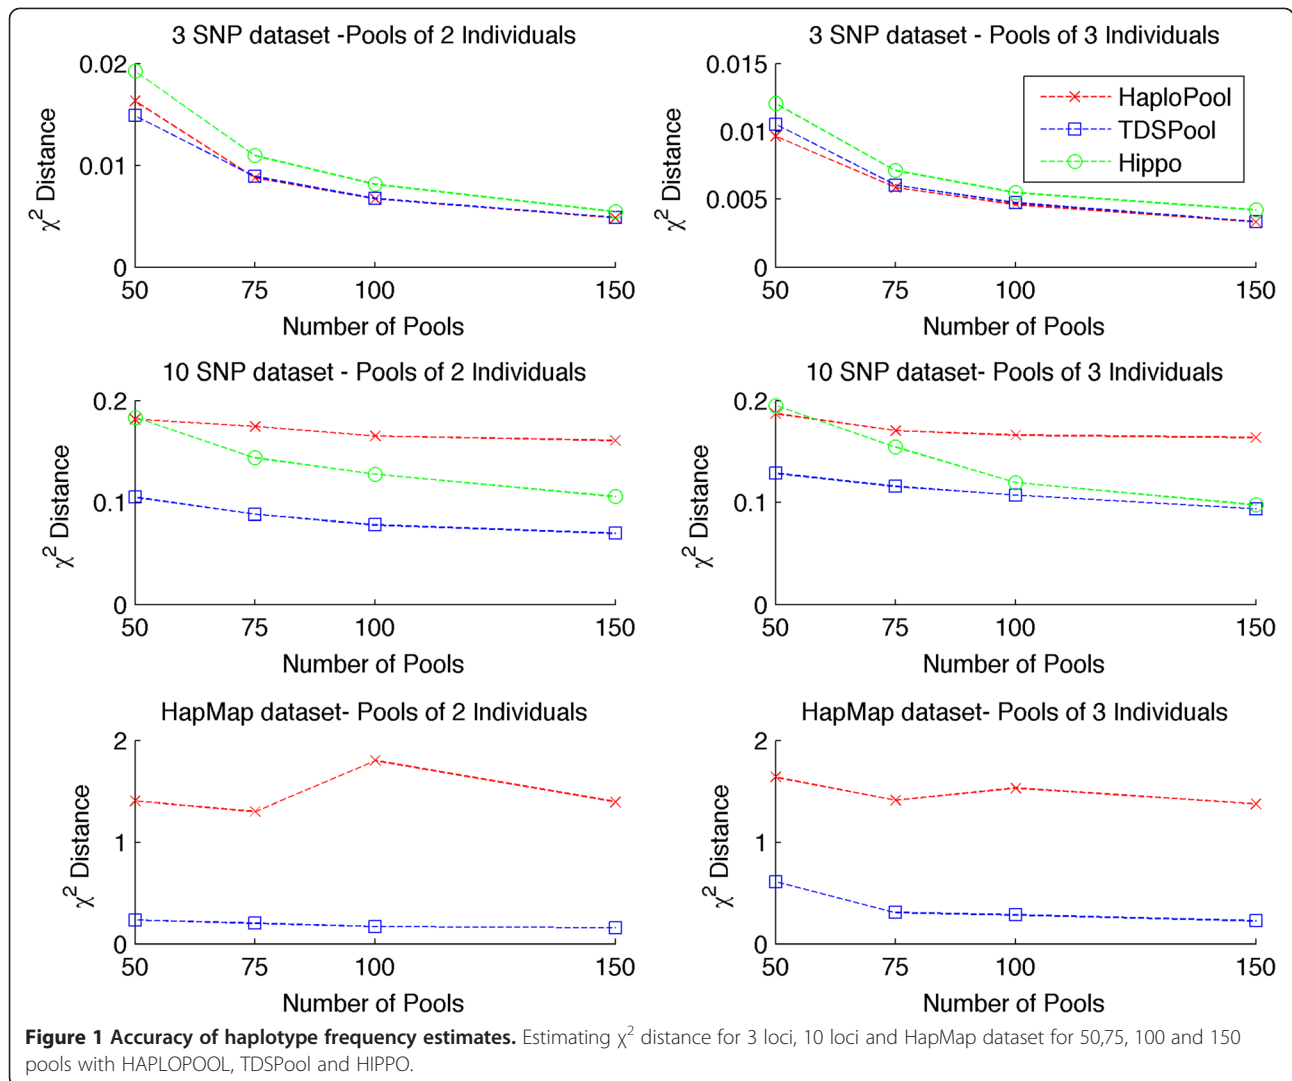 3 SNP dataset -Pools of 2 Individuals
0.02
0.01
0
χ² Distance
50 75 100 150
Number of Pools
3 SNP dataset - Pools of 3 Individuals
0.015
0.01
0.005
0
χ² Distance
50 75 100 150
Number of Pools
HaploPool
TDSPool
Hippo
10 SNP dataset - Pools of 2 Individuals
0.2
0.1
0
χ² Distance
50 75 100 150
Number of Pools
10 SNP dataset- Pools of 3 Individuals
0.2
0.1
0
χ² Distance
50 75 100 150
Number of Pools
HapMap dataset- Pools of 2 Individuals
2
1
0
χ² Distance
50 75 100 150
Number of Pools
HapMap dataset- Pools of 3 Individuals
2
1
0
χ² Distance
50 75 100 150
Number of Pools
Figure 1 Accuracy of haplotype frequency estimates. Estimating χ² distance for 3 loci, 10 loci and HapMap dataset for 50,75, 100 and 150
pools with HAPLOPOOL, TDSPool and HIPPO.